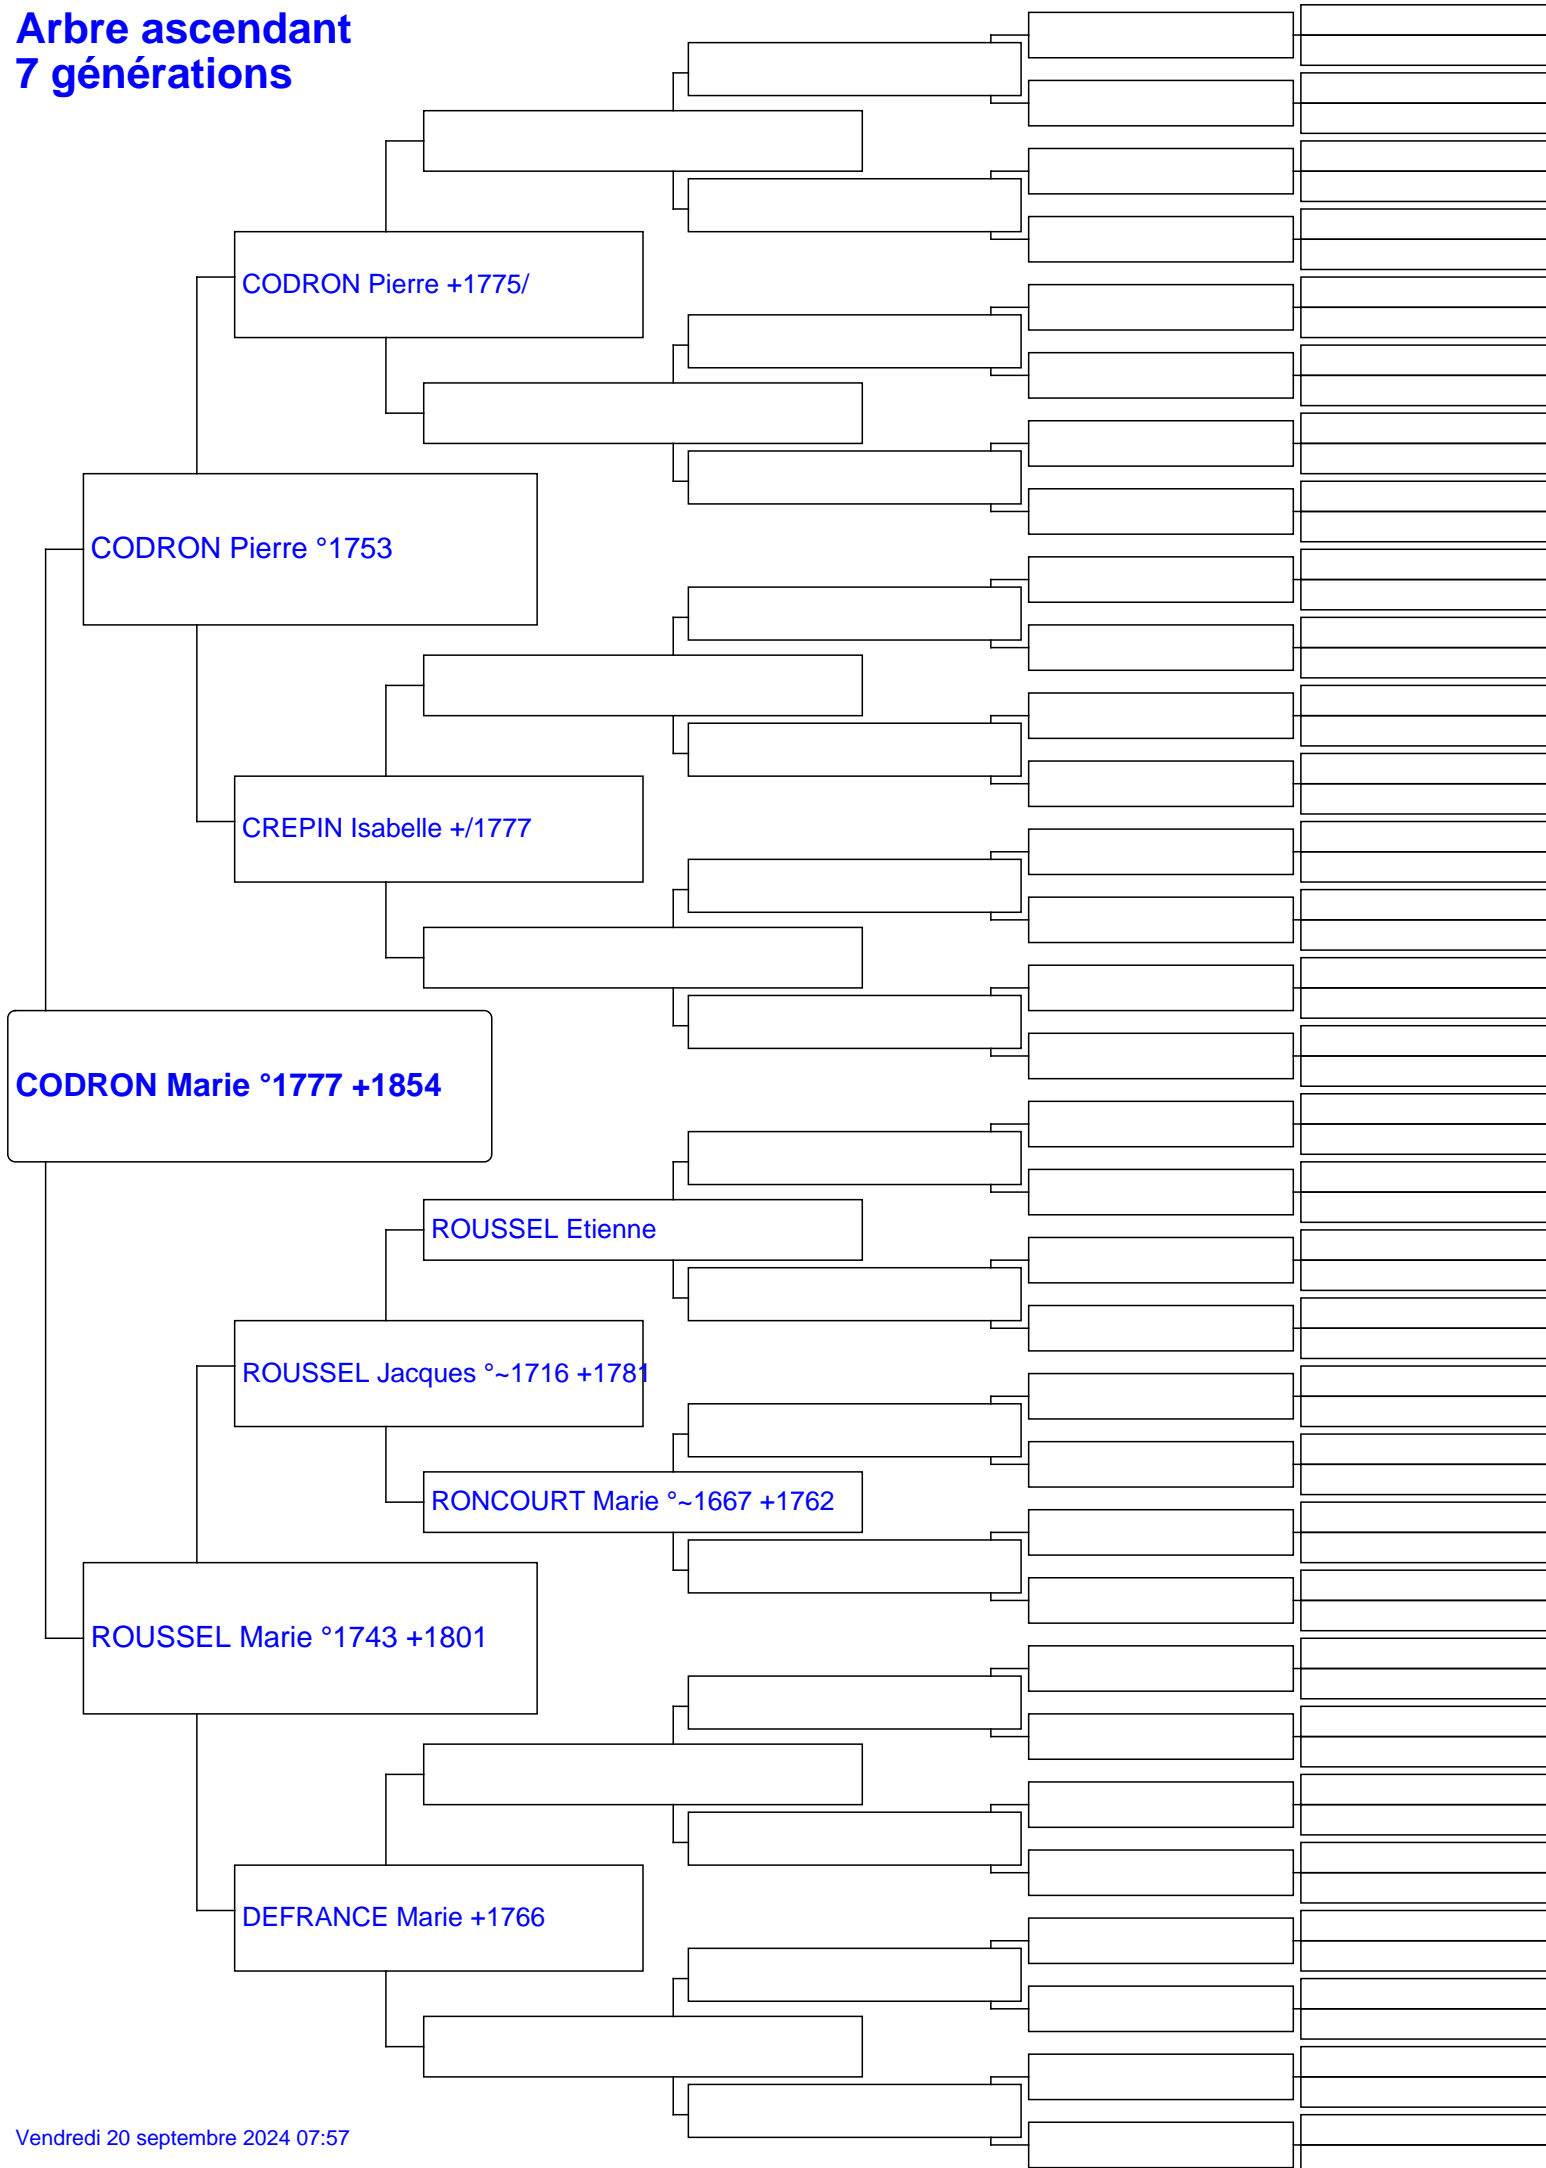 Arbre ascendant
7 générations
CODRON Pierre +1775/
CODRON Pierre °1753
CREPIN Isabelle +/1777
CODRON Marie °1777 +1854
ROUSSEL Etienne
ROUSSEL Jacques °~1716 +1781
RONCOURT Marie °~1667 +1762
ROUSSEL Marie °1743 +1801
DEFRANCE Marie +1766
Vendredi 20 septembre 2024 07:57